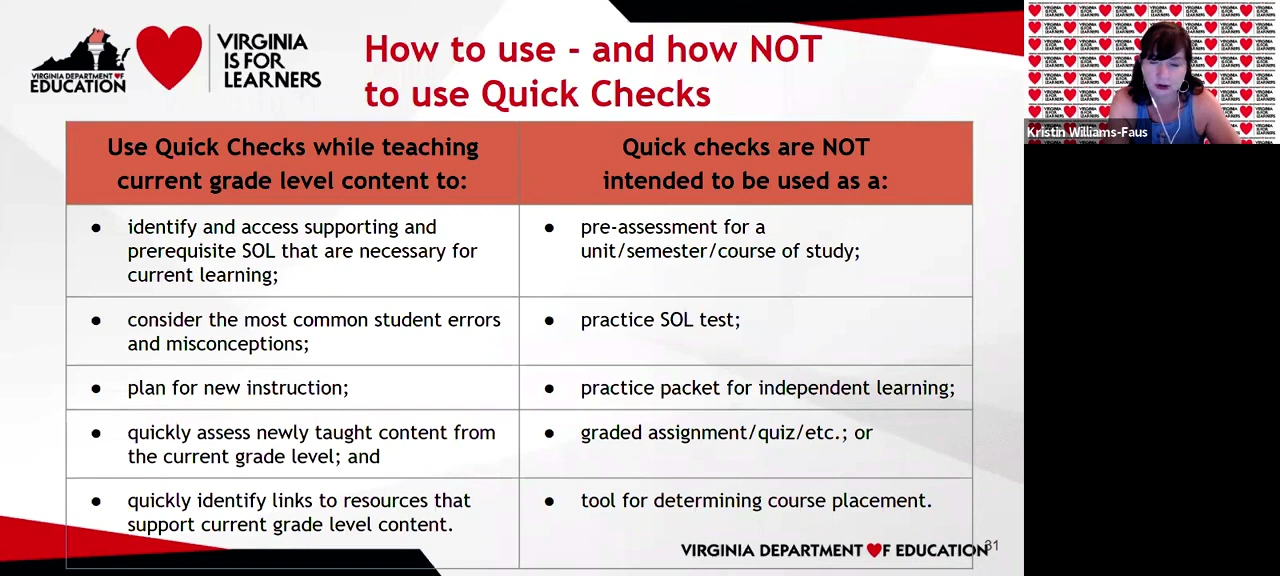 VIRGINIA DEPARTMENT OF
EDUCATION
VIRGINIA
IS FOR
LEARNERS
How to use - and how NOT
to use Quick Checks
Kristin Williams-Faus
Use Quick Checks while teaching
current grade level content to:
Quick checks are NOT
intended to be used as a:
● identify and access supporting and
prerequisite SOL that are necessary for
current learning;
● pre-assessment for a
unit/semester/course of study;
● consider the most common student errors
and misconceptions;
● practice SOL test;
● plan for new instruction;
● practice packet for independent learning;
● quickly assess newly taught content from
the current grade level; and
● graded assignment/quiz/etc.; or
● quickly identify links to resources that
support current grade level content.
● tool for determining course placement.
VIRGINIA DEPARTMENT OF EDUCATION
31